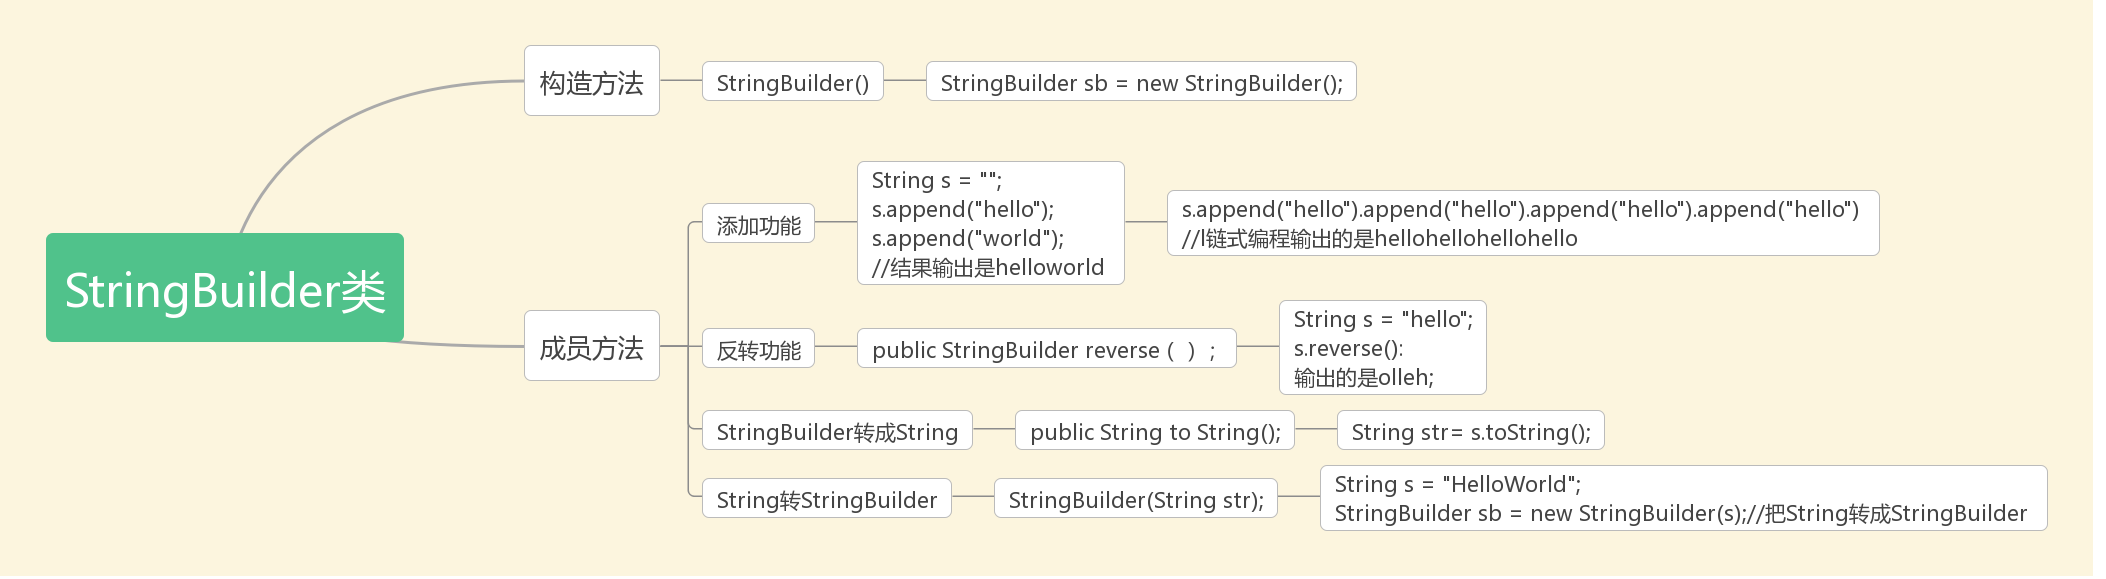 StringBuilder类
构造方法
StringBuilder()
StringBuilder sb = new StringBuilder();
成员方法
添加功能
String s = "";
s.append("hello");
s.append("world");
//结果输出是helloworld
s.append("hello").append("hello").append("hello").append("hello")
//l链式编程输出的是hellohellohellohello
反转功能
public StringBuilder reverse（ ）;
String s = "hello";
s.reverse():
输出的是olleh;
StringBuilder转成String
public String to String();
String str= s.toString();
String转StringBuilder
StringBuilder(String str);
String s = "HelloWorld";
StringBuilder sb = new StringBuilder(s);//把String转成StringBuilder